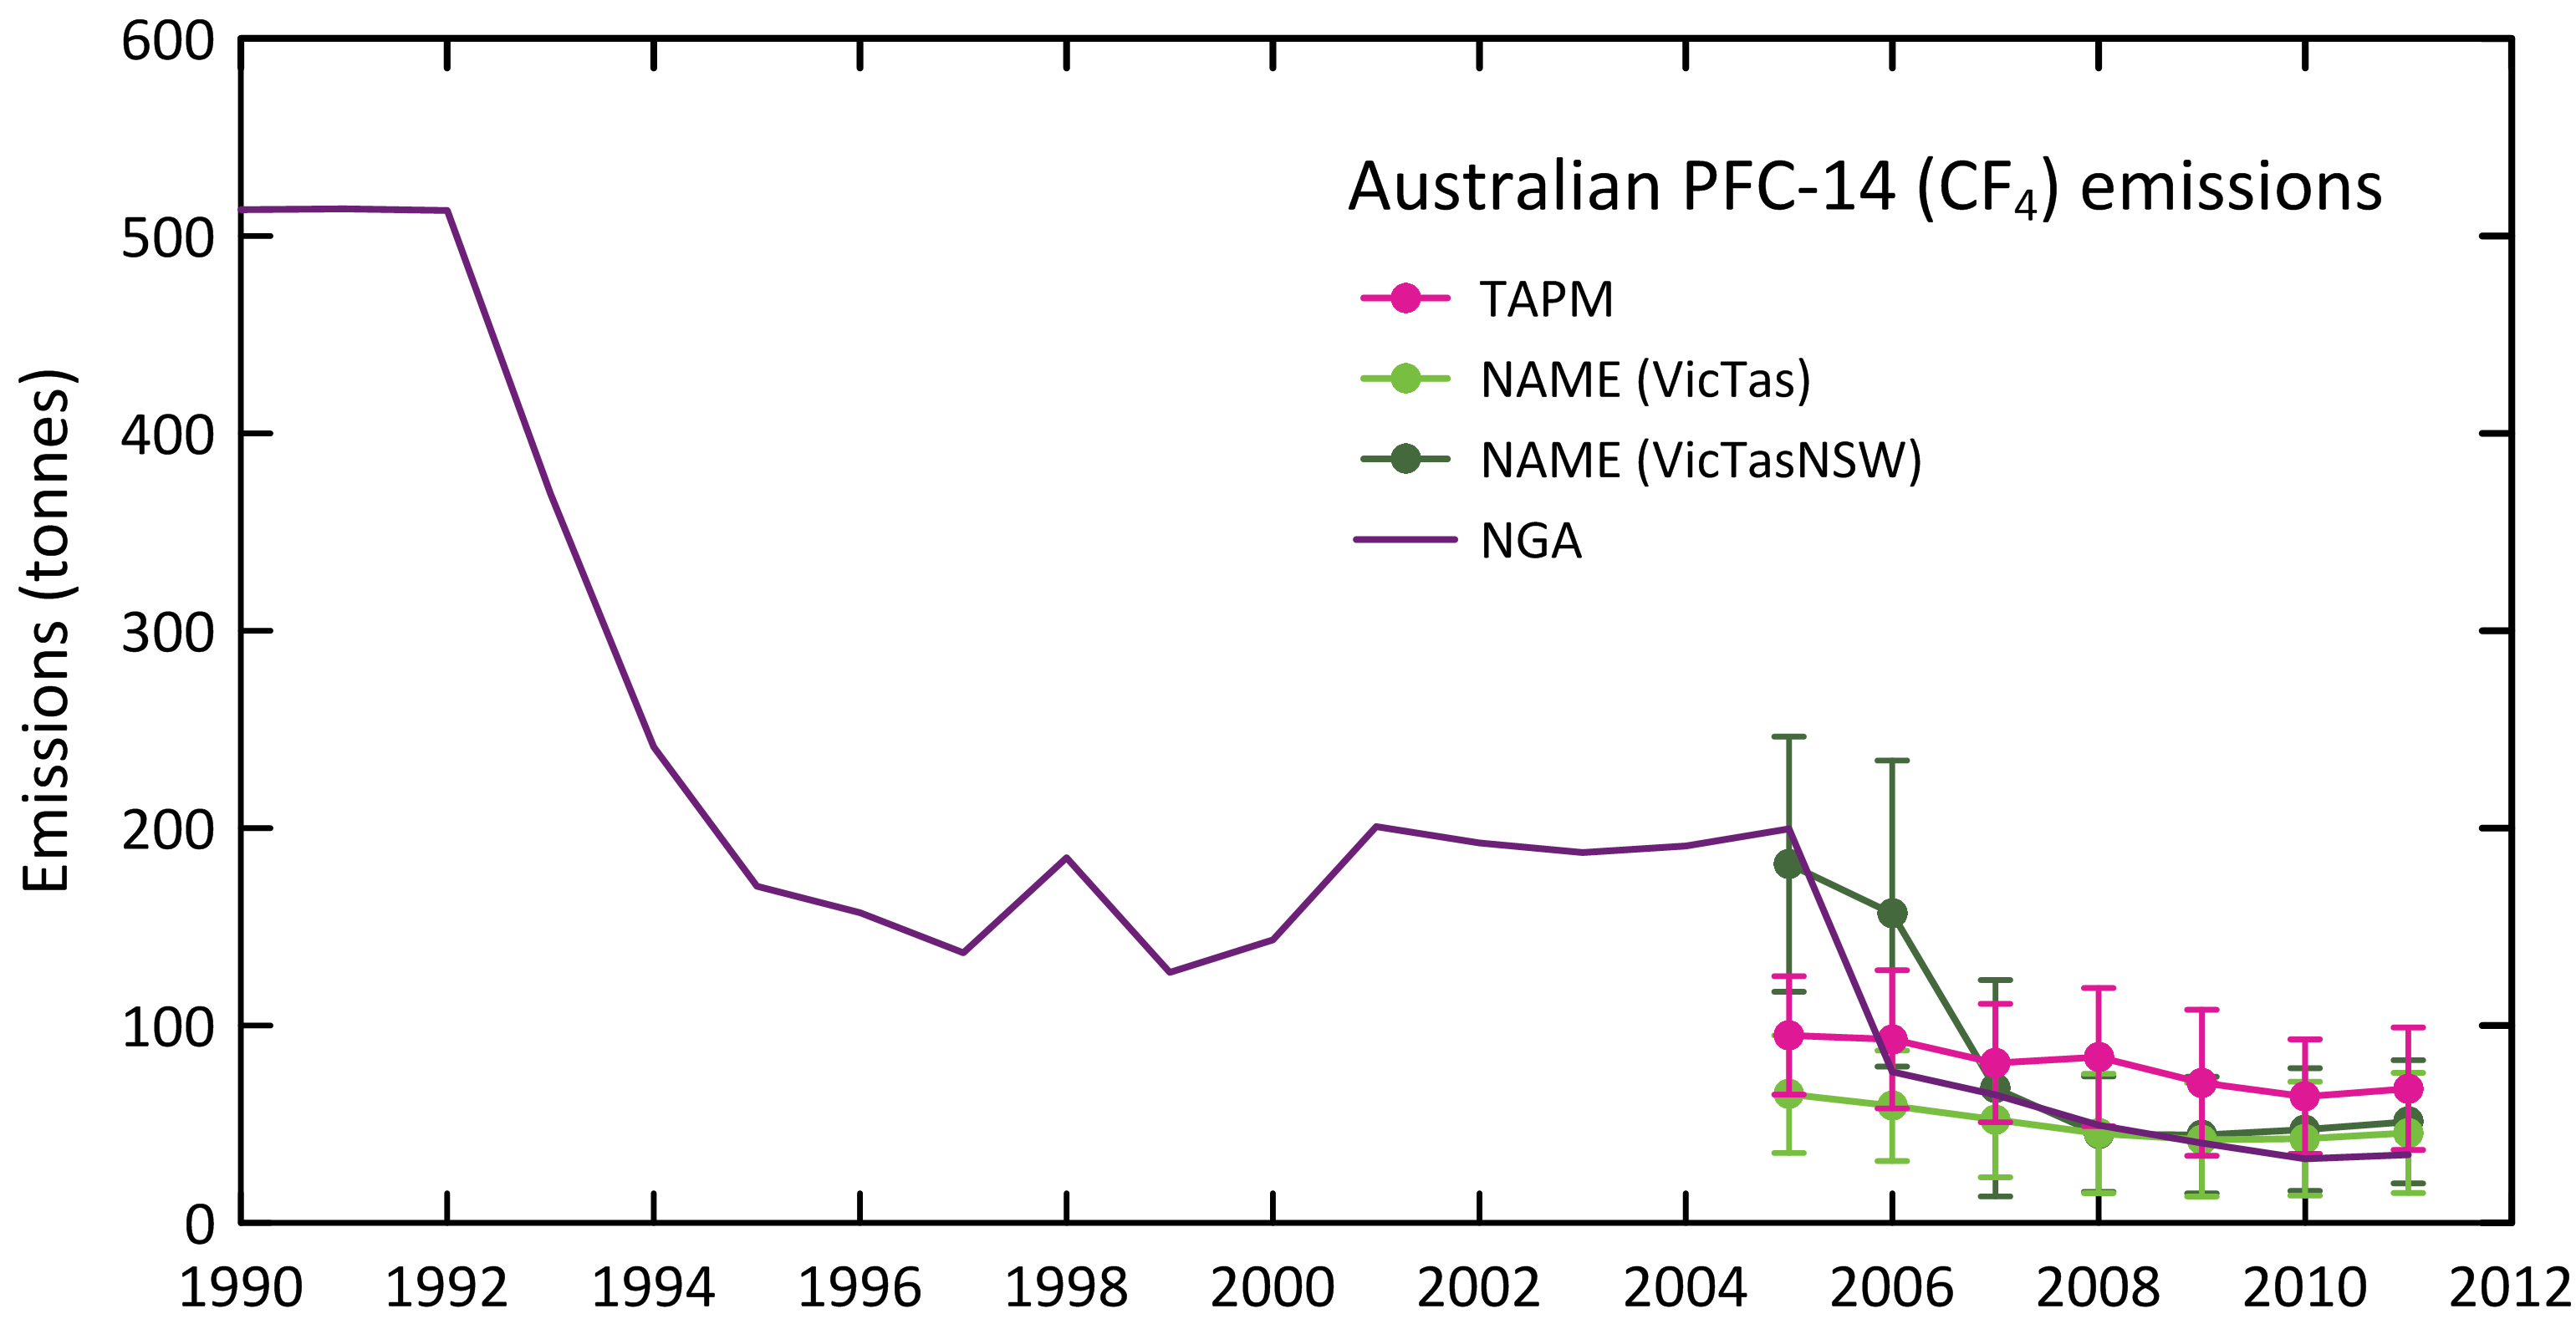 600
500
400
300
200
100
0
Emissions (tonnes)
Australian PFC-14 (CF₄) emissions
TAPM
NAME (VicTas)
NAME (VicTasNSW)
NGA
1990 1992 1994 1996 1998 2000 2002 2004 2006 2008 2010 2012